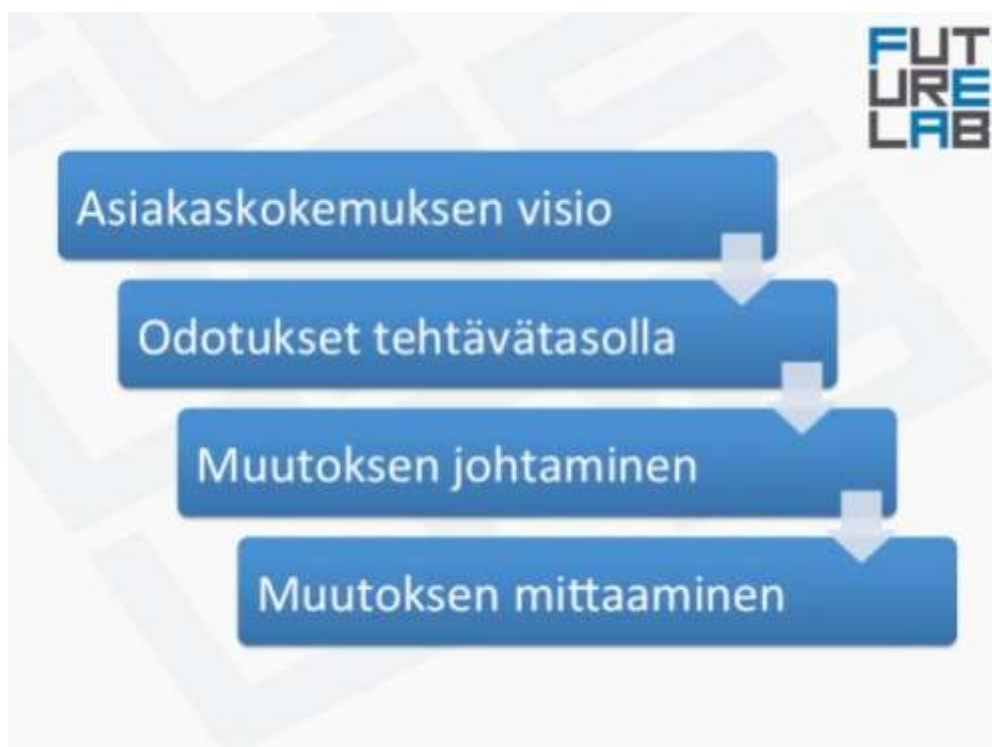 FUT
URE
LAB
Asiakaskokemuksen visio
Odotukset tehtävätasolla
Muutoksen johtaminen
Muutoksen mittaaminen